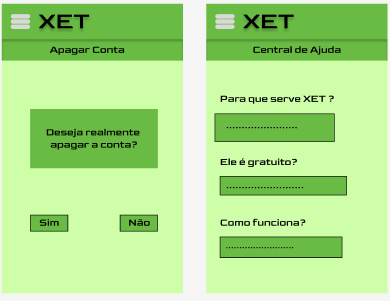 XET
Apagar Conta
Deseja realmente
apagar a conta?
Sim
Não
XET
Central de Ajuda
Para que serve XET ?
........................
Ele é gratuito?
..........................
Como funciona?
........................